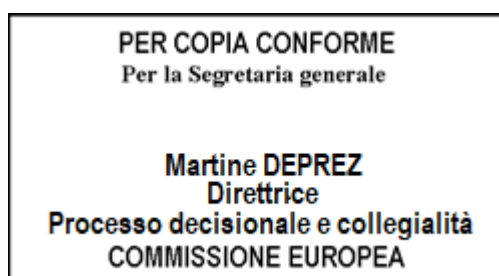 PER COPIA CONFORME
Per la Segretaria generale
Martine DEPREZ
Direttrice
Processo decisionale e collegialità
COMMISSIONE EUROPEA